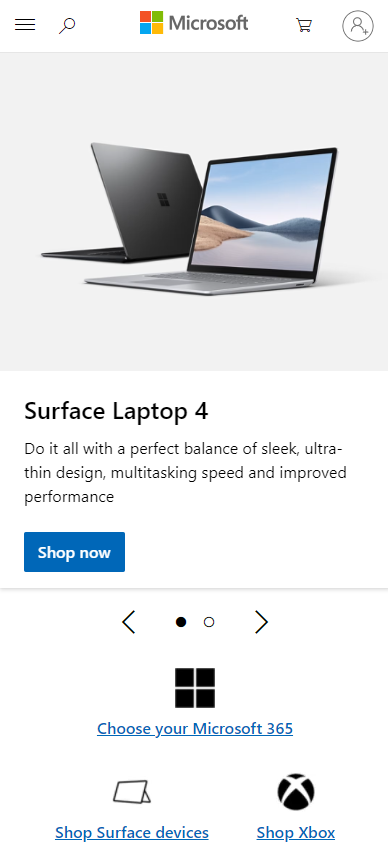 Microsoft
Surface Laptop 4
Do it all with a perfect balance of sleek, ultra-
thin design, multitasking speed and improved
performance
Shop now
Choose your Microsoft 365
Shop Surface devices
Shop Xbox